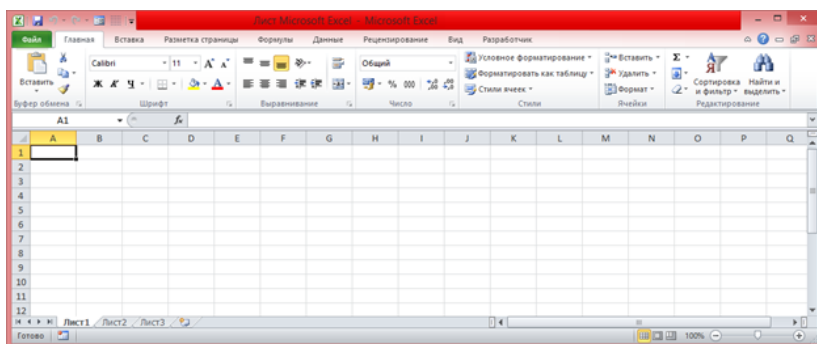 Лист Microsoft Excel - Microsoft Excel
Файл Главная Вставка Разметка страницы Формулы Данные Рецензирование Вид Разработчик
Вставить
Calibri 11
Ж К Ч
Общий
% 000
Условное форматирование
Форматировать как таблицу
Стили ячеек
Вставить
Удалить
Формат
Σ
Сортировка и фильтр
Найти и выделить
Буфер обмена Шрифт Выравнивание Число Стили Ячейки Редактирование
A1 fx
A B C D E F G H I J K L M N O P Q
1
2
3
4
5
6
7
8
9
10
11
12
Лист1 Лист2 Лист3
Готово 100%